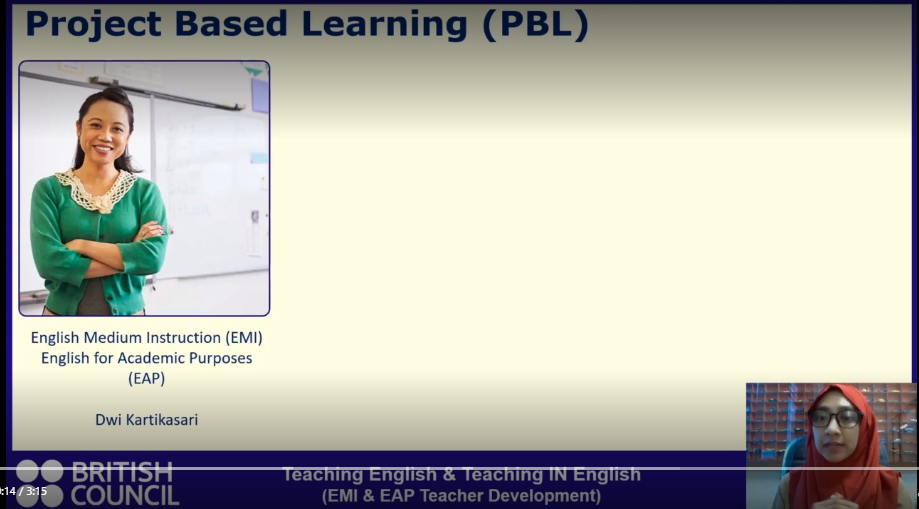 Project Based Learning (PBL)
English Medium Instruction (EMI)
English for Academic Purposes
(EAP)
Dwi Kartikasari
BRITISH
COUNCIL
Teaching English & Teaching IN English
(EMI & EAP Teacher Development)
:14 / 3:15